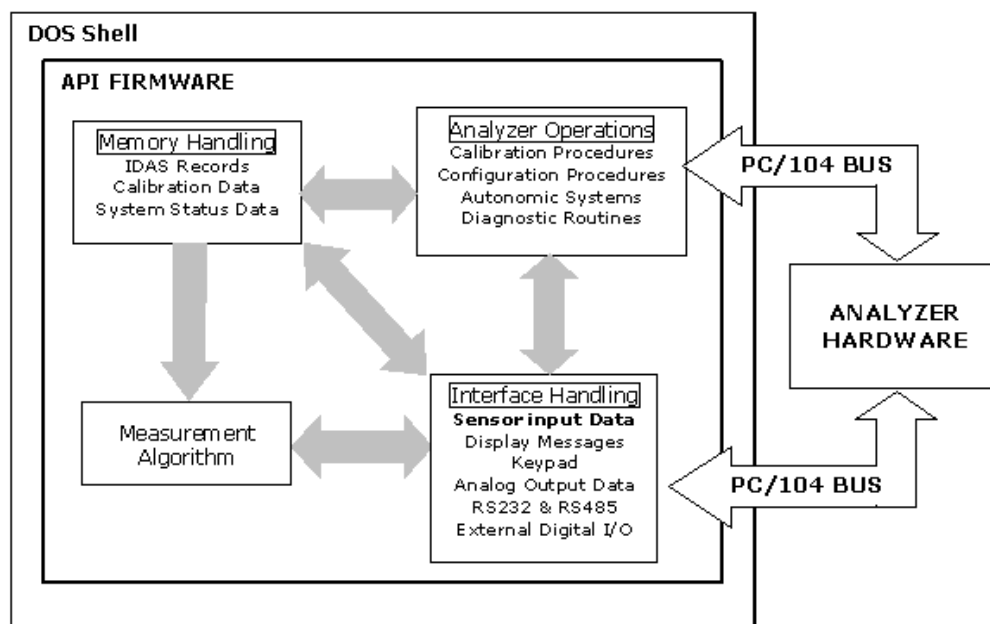 DOS Shell
API FIRMWARE
Memory Handling
IDAS Records
Calibration Data
System Status Data
Analyzer Operations
Calibration Procedures
Configuration Procedures
Autonomic Systems
Diagnostic Routines
PC/104 BUS
ANALYZER
HARDWARE
Measurement
Algorithm
Interface Handling
Sensor input Data
Display Messages
Keypad
Analog Output Data
RS232 & RS485
External Digital I/O
PC/104 BUS